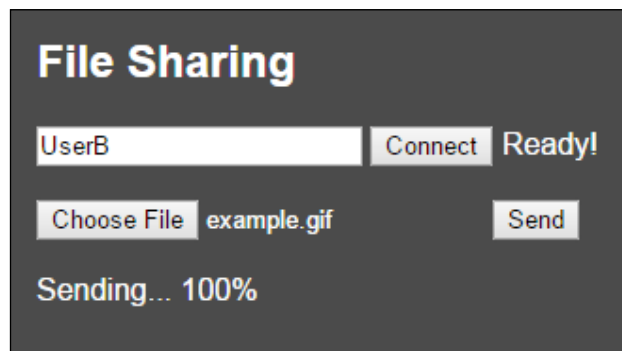 File Sharing
UserB Connect Ready!
Choose File example.gif Send
Sending... 100%